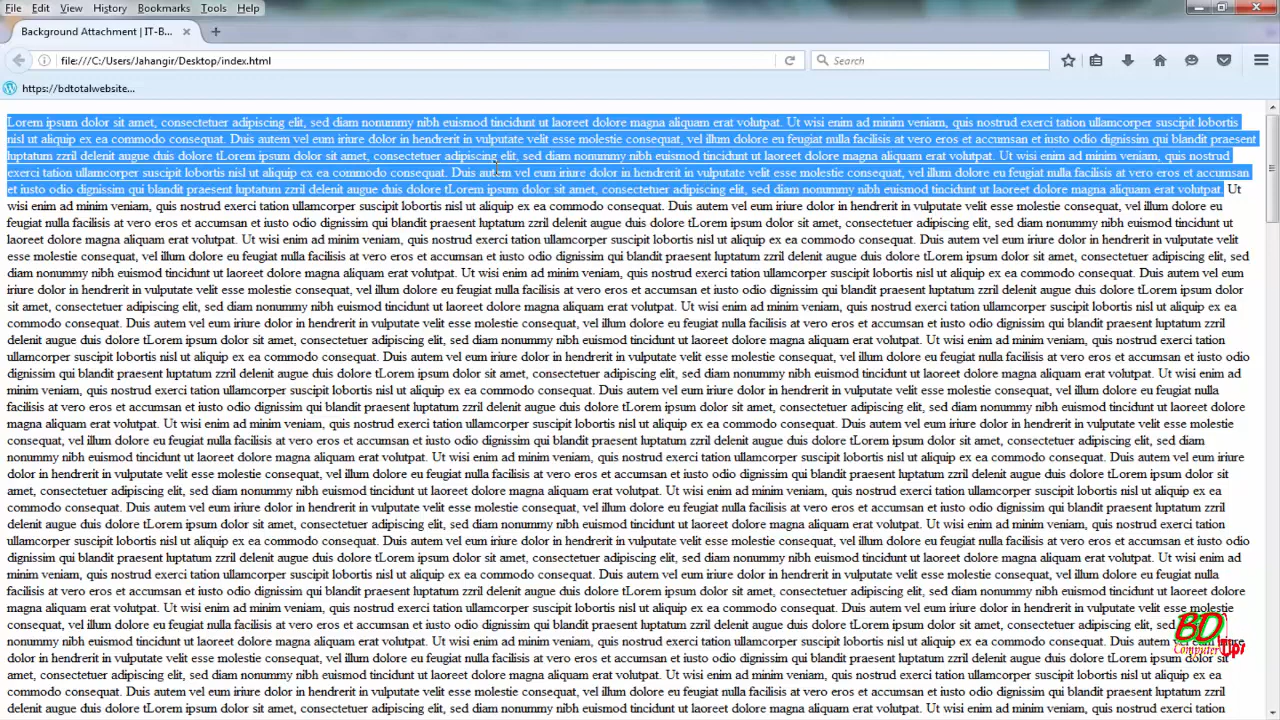 File Edit View History Bookmarks Tools Help
Background Attachment | IT-B...
file:///C:/Users/Jahangir/Desktop/index.html Search
https://bdtotalwebsite...
Lorem ipsum dolor sit amet, consectetuer adipiscing elit, sed diam nonummy nibh euismod tincidunt ut laoreet dolore magna aliquam erat volutpat. Ut wisi enim ad minim veniam, quis nostrud exerci tation ullamcorper suscipit lobortis
nisl ut aliquip ex ea commodo consequat. Duis autem vel eum iriure dolor in hendrerit in vulputate velit esse molestie consequat, vel illum dolore eu feugiat nulla facilisis at vero eros et accumsan et iusto odio dignissim qui blandit praesent
luptatum zzril delenit augue duis dolore tLorem ipsum dolor sit amet, consectetuer adipiscing elit, sed diam nonummy nibh euismod tincidunt ut laoreet dolore magna aliquam erat volutpat. Ut wisi enim ad minim veniam, quis nostrud
exerci tation ullamcorper suscipit lobortis nisl ut aliquip ex ea commodo consequat. Duis autem vel eum iriure dolor in hendrerit in vulputate velit esse molestie consequat, vel illum dolore eu feugiat nulla facilisis at vero eros et accumsan
et iusto odio dignissim qui blandit praesent luptatum zzril delenit augue duis dolore tLorem ipsum dolor sit amet, consectetuer adipiscing elit, sed diam nonummy nibh euismod tincidunt ut laoreet dolore magna aliquam erat volutpat. Ut
wisi enim ad minim veniam, quis nostrud exerci tation ullamcorper suscipit lobortis nisl ut aliquip ex ea commodo consequat. Duis autem vel eum iriure dolor in hendrerit in vulputate velit esse molestie consequat, vel illum dolore eu
feugiat nulla facilisis at vero eros et accumsan et iusto odio dignissim qui blandit praesent luptatum zzril delenit augue duis dolore tLorem ipsum dolor sit amet, consectetuer adipiscing elit, sed diam nonummy nibh euismod tincidunt ut
laoreet dolore magna aliquam erat volutpat. Ut wisi enim ad minim veniam, quis nostrud exerci tation ullamcorper suscipit lobortis nisl ut aliquip ex ea commodo consequat. Duis autem vel eum iriure dolor in hendrerit in vulputate velit
esse molestie consequat, vel illum dolore eu feugiat nulla facilisis at vero eros et accumsan et iusto odio dignissim qui blandit praesent luptatum zzril delenit augue duis dolore tLorem ipsum dolor sit amet, consectetuer adipiscing elit, sed
diam nonummy nibh euismod tincidunt ut laoreet dolore magna aliquam erat volutpat. Ut wisi enim ad minim veniam, quis nostrud exerci tation ullamcorper suscipit lobortis nisl ut aliquip ex ea commodo consequat. Duis autem vel eum
iriure dolor in hendrerit in vulputate velit esse molestie consequat, vel illum dolore eu feugiat nulla facilisis at vero eros et accumsan et iusto odio dignissim qui blandit praesent luptatum zzril delenit augue duis dolore tLorem ipsum dolor
sit amet, consectetuer adipiscing elit, sed diam nonummy nibh euismod tincidunt ut laoreet dolore magna aliquam erat volutpat. Ut wisi enim ad minim veniam, quis nostrud exerci tation ullamcorper suscipit lobortis nisl ut aliquip ex ea
commodo consequat. Duis autem vel eum iriure dolor in hendrerit in vulputate velit esse molestie consequat, vel illum dolore eu feugiat nulla facilisis at vero eros et accumsan et iusto odio dignissim qui blandit praesent luptatum zzril
delenit augue duis dolore tLorem ipsum dolor sit amet, consectetuer adipiscing elit, sed diam nonummy nibh euismod tincidunt ut laoreet dolore magna aliquam erat volutpat. Ut wisi enim ad minim veniam, quis nostrud exerci tation
ullamcorper suscipit lobortis nisl ut aliquip ex ea commodo consequat. Duis autem vel eum iriure dolor in hendrerit in vulputate velit esse molestie consequat, vel illum dolore eu feugiat nulla facilisis at vero eros et accumsan et iusto odio
dignissim qui blandit praesent luptatum zzril delenit augue duis dolore tLorem ipsum dolor sit amet, consectetuer adipiscing elit, sed diam nonummy nibh euismod tincidunt ut laoreet dolore magna aliquam erat volutpat. Ut wisi enim ad
minim veniam, quis nostrud exerci tation ullamcorper suscipit lobortis nisl ut aliquip ex ea commodo consequat. Duis autem vel eum iriure dolor in hendrerit in vulputate velit esse molestie consequat, vel illum dolore eu feugiat nulla
facilisis at vero eros et accumsan et iusto odio dignissim qui blandit praesent luptatum zzril delenit augue duis dolore tLorem ipsum dolor sit amet, consectetuer adipiscing elit, sed diam nonummy nibh euismod tincidunt ut laoreet dolore
magna aliquam erat volutpat. Ut wisi enim ad minim veniam, quis nostrud exerci tation ullamcorper suscipit lobortis nisl ut aliquip ex ea commodo consequat. Duis autem vel eum iriure dolor in hendrerit in vulputate velit esse molestie
consequat, vel illum dolore eu feugiat nulla facilisis at vero eros et accumsan et iusto odio dignissim qui blandit praesent luptatum zzril delenit augue duis dolore tLorem ipsum dolor sit amet, consectetuer adipiscing elit, sed diam
nonummy nibh euismod tincidunt ut laoreet dolore magna aliquam erat volutpat. Ut wisi enim ad minim veniam, quis nostrud exerci tation ullamcorper suscipit lobortis nisl ut aliquip ex ea commodo consequat. Duis autem vel eum iriure
dolor in hendrerit in vulputate velit esse molestie consequat, vel illum dolore eu feugiat nulla facilisis at vero eros et accumsan et iusto odio dignissim qui blandit praesent luptatum zzril delenit augue duis dolore tLorem ipsum dolor sit
amet, consectetuer adipiscing elit, sed diam nonummy nibh euismod tincidunt ut laoreet dolore magna aliquam erat volutpat. Ut wisi enim ad minim veniam, quis nostrud exerci tation ullamcorper suscipit lobortis nisl ut aliquip ex ea
commodo consequat. Duis autem vel eum iriure dolor in hendrerit in vulputate velit esse molestie consequat, vel illum dolore eu feugiat nulla facilisis at vero eros et accumsan et iusto odio dignissim qui blandit praesent luptatum zzril
delenit augue duis dolore tLorem ipsum dolor sit amet, consectetuer adipiscing elit, sed diam nonummy nibh euismod tincidunt ut laoreet dolore magna aliquam erat volutpat. Ut wisi enim ad minim veniam, quis nostrud exerci tation
ullamcorper suscipit lobortis nisl ut aliquip ex ea commodo consequat. Duis autem vel eum iriure dolor in hendrerit in vulputate velit esse molestie consequat, vel illum dolore eu feugiat nulla facilisis at vero eros et accumsan et iusto odio
dignissim qui blandit praesent luptatum zzril delenit augue duis dolore tLorem ipsum dolor sit amet, consectetuer adipiscing elit, sed diam nonummy nibh euismod tincidunt ut laoreet dolore magna aliquam erat volutpat. Ut wisi enim ad
minim veniam, quis nostrud exerci tation ullamcorper suscipit lobortis nisl ut aliquip ex ea commodo consequat. Duis autem vel eum iriure dolor in hendrerit in vulputate velit esse molestie consequat, vel illum dolore eu feugiat nulla
facilisis at vero eros et accumsan et iusto odio dignissim qui blandit praesent luptatum zzril delenit augue duis dolore tLorem ipsum dolor sit amet, consectetuer adipiscing elit, sed diam nonummy nibh euismod tincidunt ut laoreet dolore
magna aliquam erat volutpat. Ut wisi enim ad minim veniam, quis nostrud exerci tation ullamcorper suscipit lobortis nisl ut aliquip ex ea commodo consequat. Duis autem vel eum iriure dolor in hendrerit in vulputate velit esse molestie
consequat, vel illum dolore eu feugiat nulla facilisis at vero eros et accumsan et iusto odio dignissim qui blandit praesent luptatum zzril delenit augue duis dolore tLorem ipsum dolor sit amet, consectetuer adipiscing elit, sed
nonummy nibh euismod tincidunt ut laoreet dolore magna aliquam erat volutpat. Ut wisi enim ad minim veniam, quis nostrud exerci tation ullamcorper suscipit lobortis nisl ut aliquip ex ea commodo consequat. Duis autem vel
dolor in hendrerit in vulputate velit esse molestie consequat, vel illum dolore eu feugiat nulla facilisis at vero eros et accumsan et iusto odio dignissim qui blandit praesent luptatum zzril delenit augue duis dolore tLorem ipsum dolor sit
amet, consectetuer adipiscing elit, sed diam nonummy nibh euismod tincidunt ut laoreet dolore magna aliquam erat volutpat. Ut wisi enim ad minim veniam, quis nostrud exerci tation ullamcorper suscipit lobortis nisl ut aliquip ex ea
commodo consequat. Duis autem vel eum iriure dolor in hendrerit in vulputate velit esse molestie consequat, vel illum dolore eu feugiat nulla facilisis at vero eros et accumsan et iusto odio dignissim qui blandit praesent luptatum zzril
delenit augue duis dolore tLorem ipsum dolor sit amet, consectetuer adipiscing elit, sed diam nonummy nibh euismod tincidunt ut laoreet dolore magna aliquam erat volutpat. Ut wisi enim ad minim veniam, quis nostrud exerci tation
BD
Computer